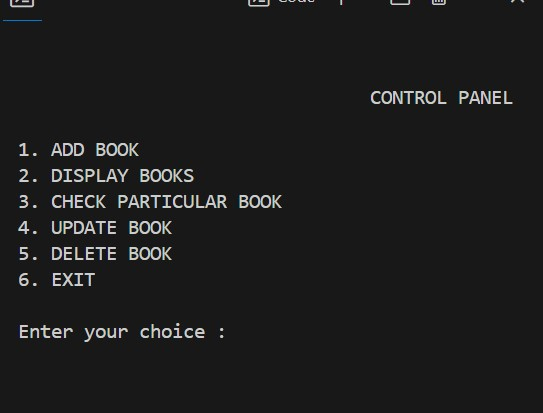 CONTROL PANEL
1. ADD BOOK
2. DISPLAY BOOKS
3. CHECK PARTICULAR BOOK
4. UPDATE BOOK
5. DELETE BOOK
6. EXIT
Enter your choice :